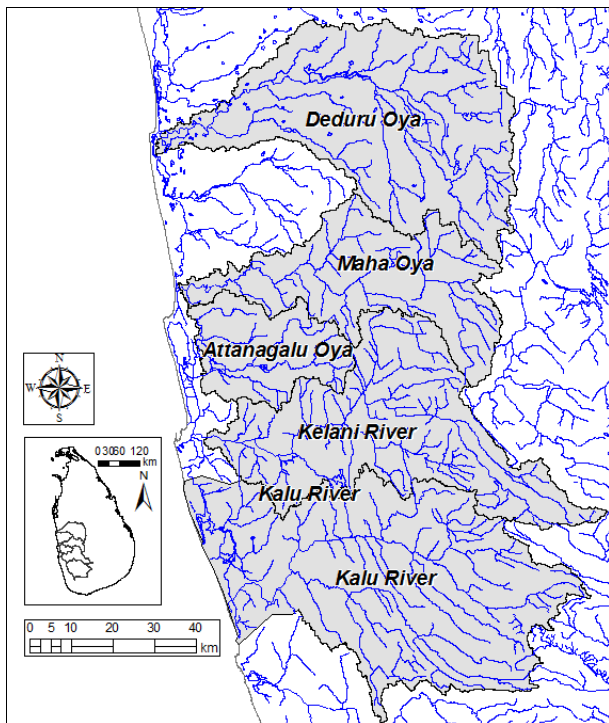 Deduru Oya
Maha Oya
Attanagalu Oya
N
W E
S
Kelani River
0 30 60 120
km
N
Kalu River
Kalu River
0 5 10 20 30 40
km